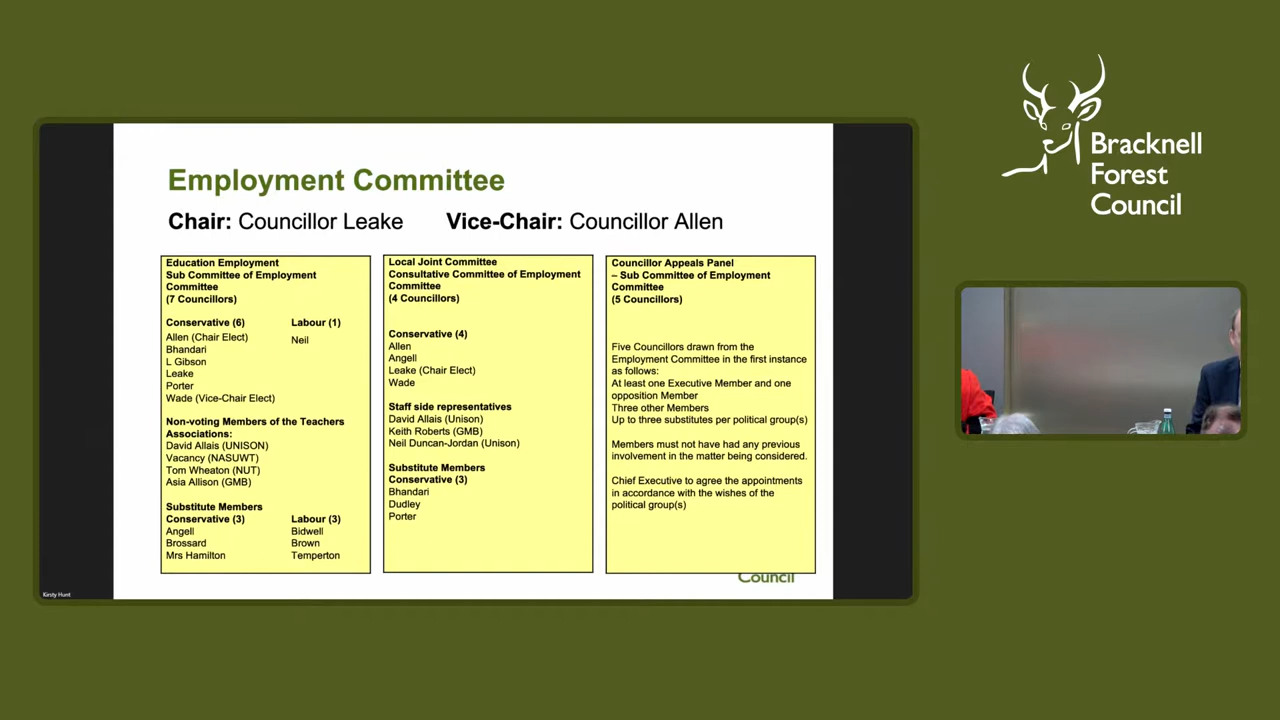 Employment Committee
Chair: Councillor Leake Vice-Chair: Councillor Allen
Education Employment
Sub Committee of Employment
Committee
(7 Councillors)
Conservative (6) Labour (1)
Allen (Chair Elect) Neil
Bhandari
L Gibson
Leake
Porter
Wade (Vice-Chair Elect)
Non-voting Members of the Teachers
Associations:
David Allais (UNISON)
Vacancy (NASUWT)
Tom Wheaton (NUT)
Asia Allison (GMB)
Substitute Members
Conservative (3) Labour (3)
Angell Bidwell
Brossard Brown
Mrs Hamilton Temperton
Local Joint Committee
Consultative Committee of Employment
Committee
(4 Councillors)
Conservative (4)
Allen
Angell
Leake (Chair Elect)
Wade
Staff side representatives
David Allais (Unison)
Keith Roberts (GMB)
Neil Duncan-Jordan (Unison)
Substitute Members
Conservative (3)
Bhandari
Dudley
Porter
Councillor Appeals Panel
– Sub Committee of Employment
Committee
(5 Councillors)
Five Councillors drawn from the
Employment Committee in the first instance
as follows:
At least one Executive Member and one
opposition Member
Three other Members
Up to three substitutes per political group(s)
Members must not have had any previous
involvement in the matter being considered.
Chief Executive to agree the appointments
in accordance with the wishes of the
political group(s)
Council
Kirsty Hunt
Bracknell
Forest
Council